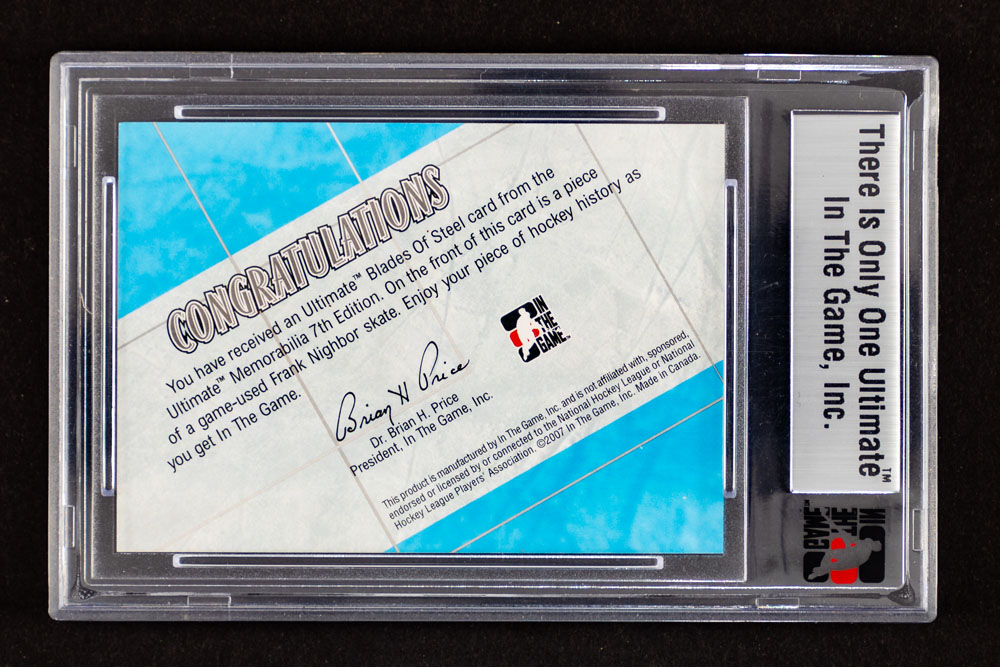 CONGRATULATIONS
You have received an Ultimate™ Blades Of Steel card from the
Ultimate™ Memorabilia 7th Edition. On the front of this card is a piece
of a game-used Frank Nighbor skate. Enjoy your piece of hockey history as
you get In The Game.
Brian H Price
Dr. Brian H. Price
President, In The Game, Inc.
IN
THE
GAME™
This product is manufactured by In The Game, Inc. and is not affiliated with, sponsored,
endorsed or licensed by or connected to the National Hockey League or National
Hockey League Players' Association. ©2007 In The Game, Inc. Made in Canada.
There Is Only One Ultimate™
In The Game, Inc.
IN
THE
GAME™